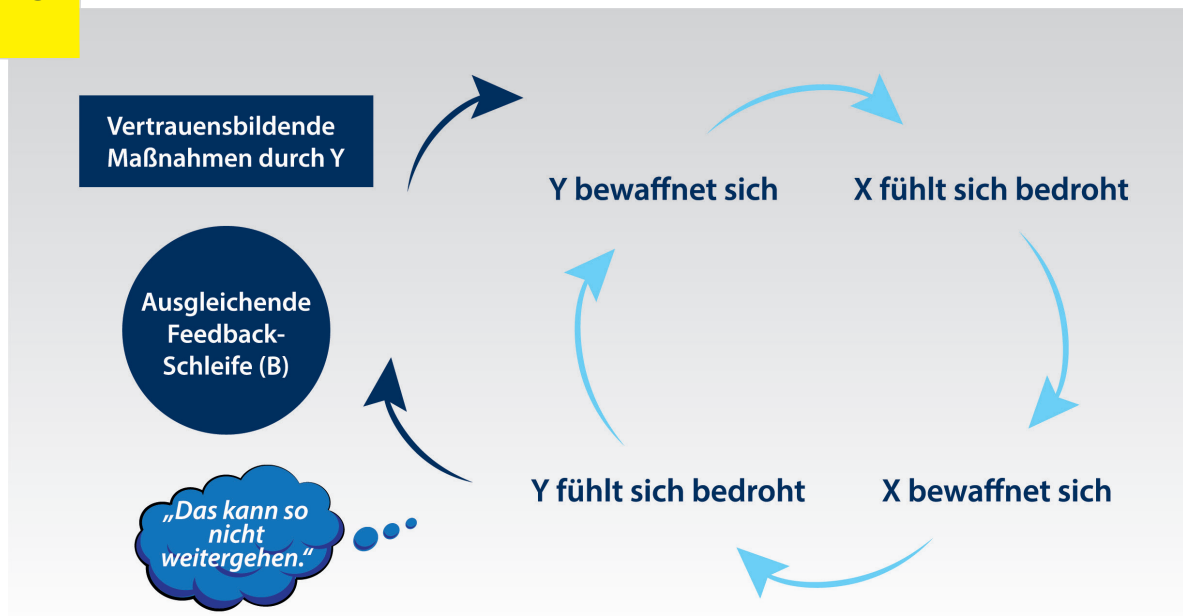 Vertrauensbildende
Maßnahmen durch Y
Y bewaffnet sich
X fühlt sich bedroht
Ausgleichende
Feedback-
Schleife (B)
Y fühlt sich bedroht
X bewaffnet sich
„Das kann so
nicht
weitergehen.“